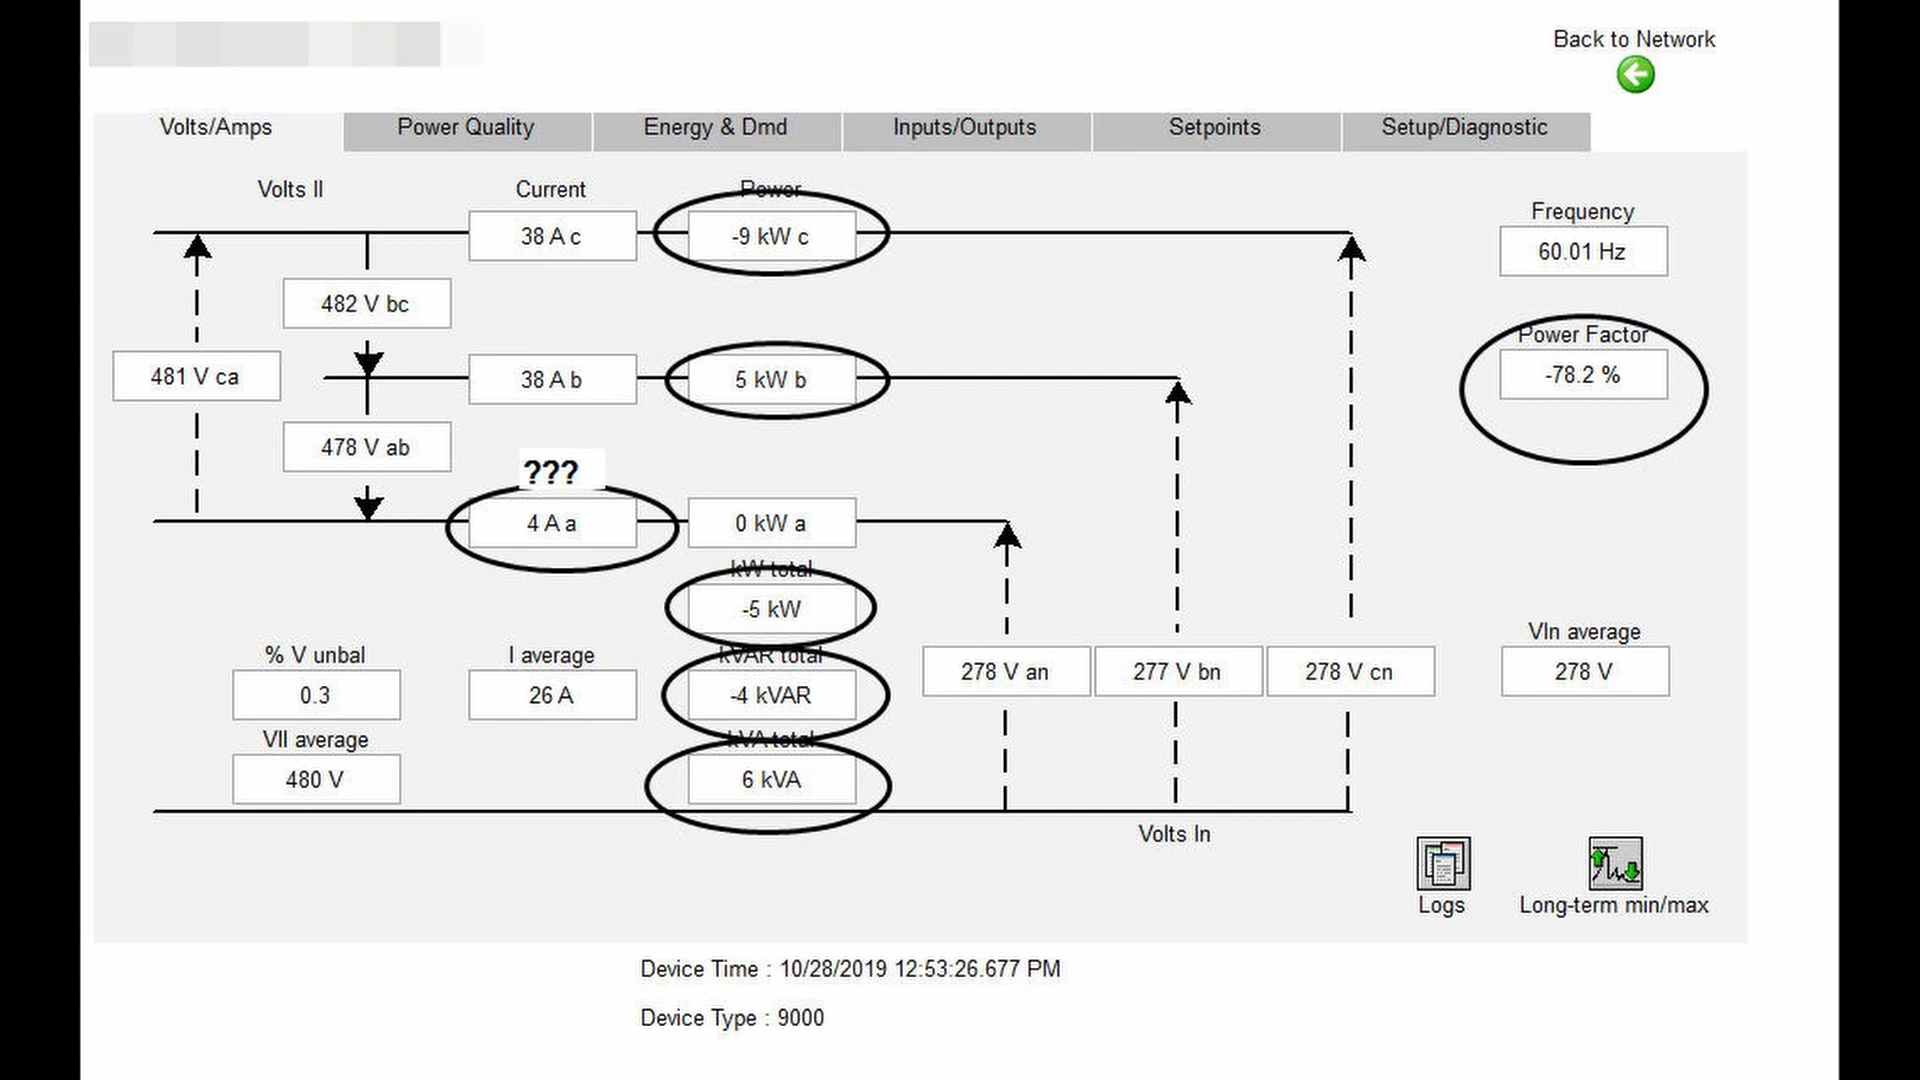 Back to Network
Volts/Amps
Power Quality
Energy & Dmd
Inputs/Outputs
Setpoints
Setup/Diagnostic
Volts ll
Current
Power
Frequency
38 A c
-9 kW c
60.01 Hz
482 V bc
Power Factor
481 V ca
38 A b
5 kW b
-78.2 %
478 V ab
???
4 A a
0 kW a
kW total
-5 kW
Vln average
% V unbal
I average
kVAR total
278 V an
277 V bn
278 V cn
278 V
0.3
26 A
-4 kVAR
Vll average
kVA total
480 V
6 kVA
Volts ln
Logs
Long-term min/max
Device Time : 10/28/2019 12:53:26.677 PM
Device Type : 9000